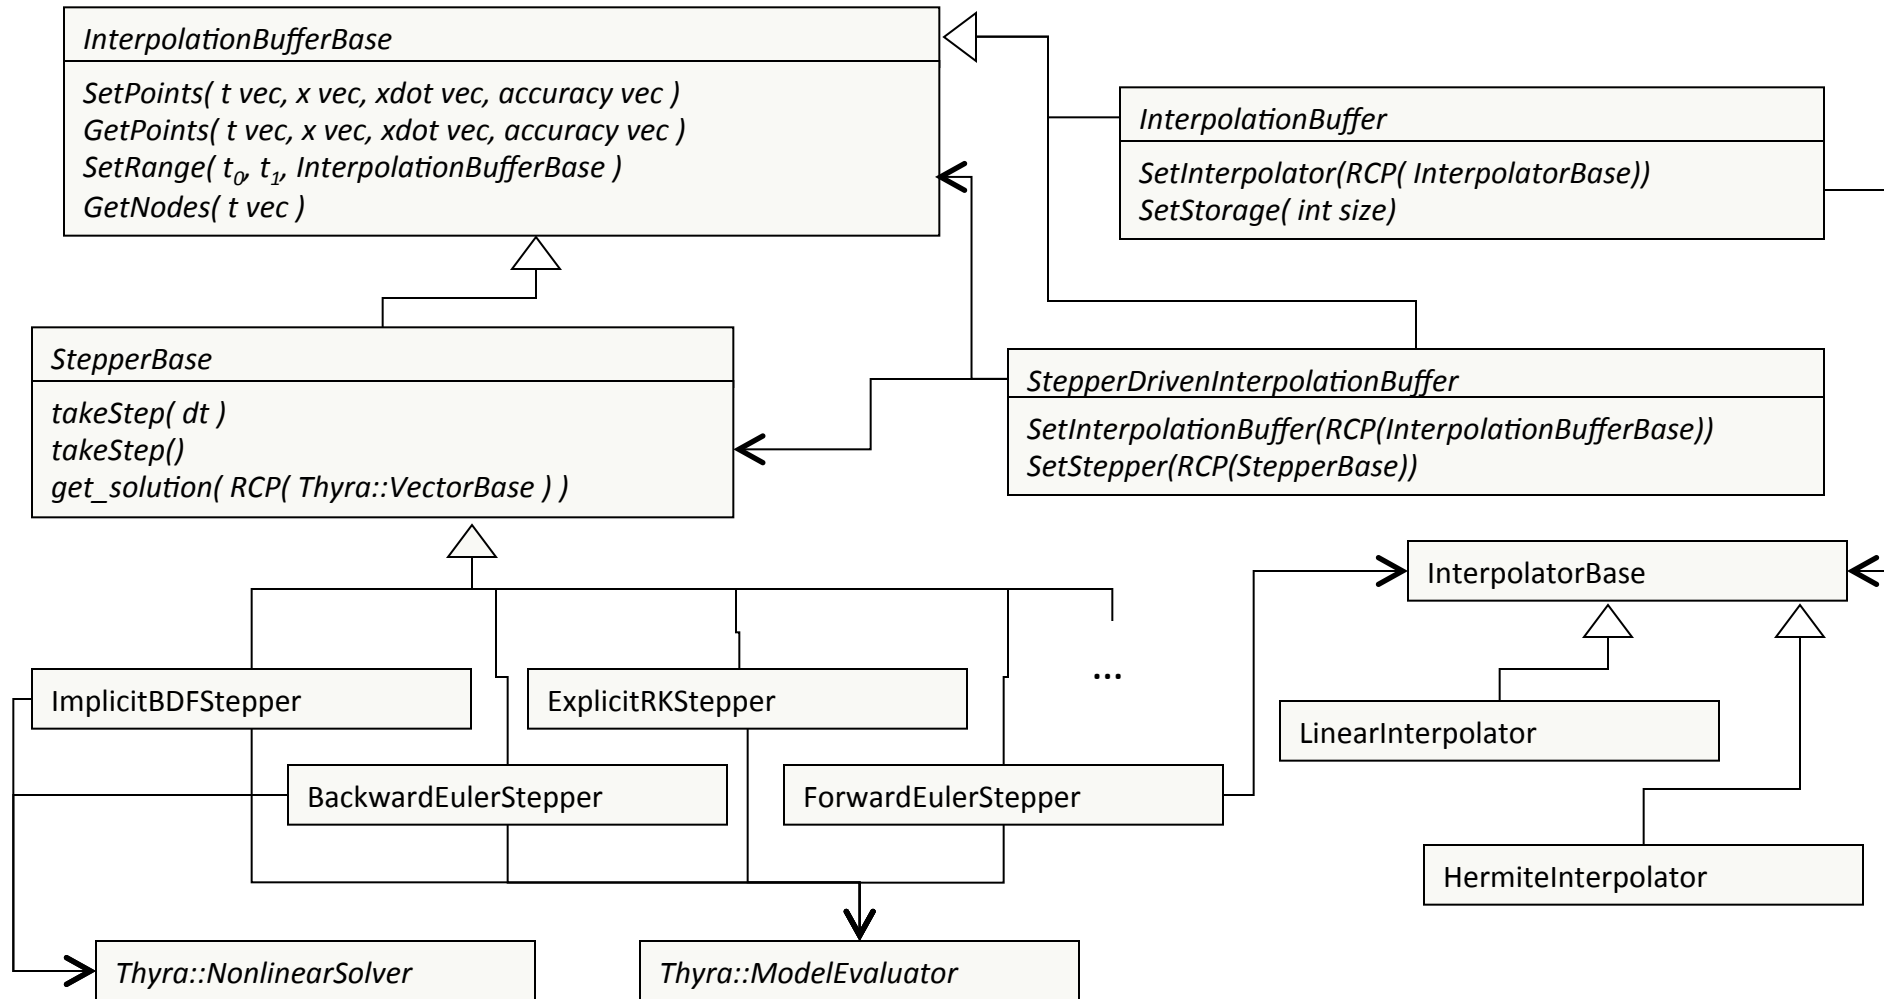 InterpolationBufferBase
SetPoints( t vec, x vec, xdot vec, accuracy vec )
GetPoints( t vec, x vec, xdot vec, accuracy vec )
SetRange( t0, t1, InterpolationBufferBase )
GetNodes( t vec )
InterpolationBuffer
SetInterpolator(RCP( InterpolatorBase))
SetStorage( int size)
StepperBase
takeStep( dt )
takeStep()
get_solution( RCP( Thyra::VectorBase ) )
StepperDrivenInterpolationBuffer
SetInterpolationBuffer(RCP(InterpolationBufferBase))
SetStepper(RCP(StepperBase))
InterpolatorBase
ImplicitBDFStepper
ExplicitRKStepper
...
LinearInterpolator
BackwardEulerStepper
ForwardEulerStepper
HermiteInterpolator
Thyra::NonlinearSolver
Thyra::ModelEvaluator